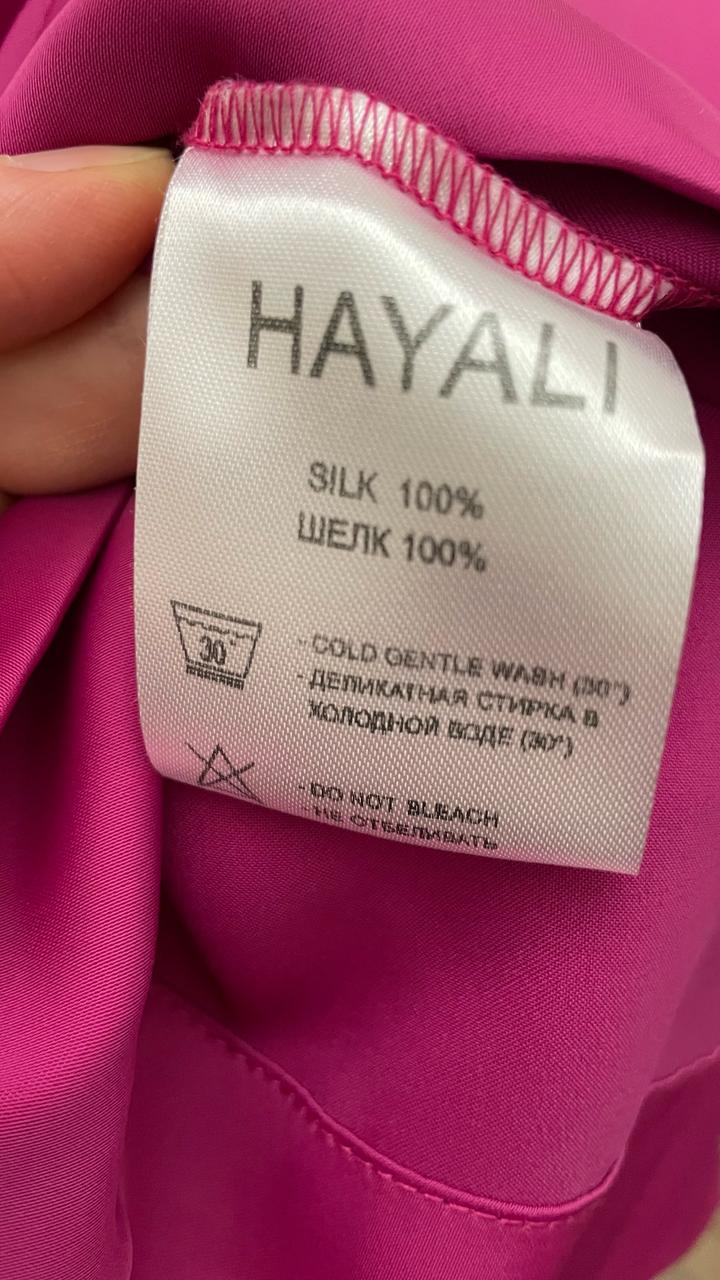 HAYALI
SILK 100%
ШЕЛК 100%
30°
- COLD GENTLE WASH (30°)
- ДЕЛИКАТНАЯ СТИРКА В
ХОЛОДНОЙ ВОДЕ (30°)
- DO NOT BLEACH
- НЕ ОТБЕЛИВАТЬ